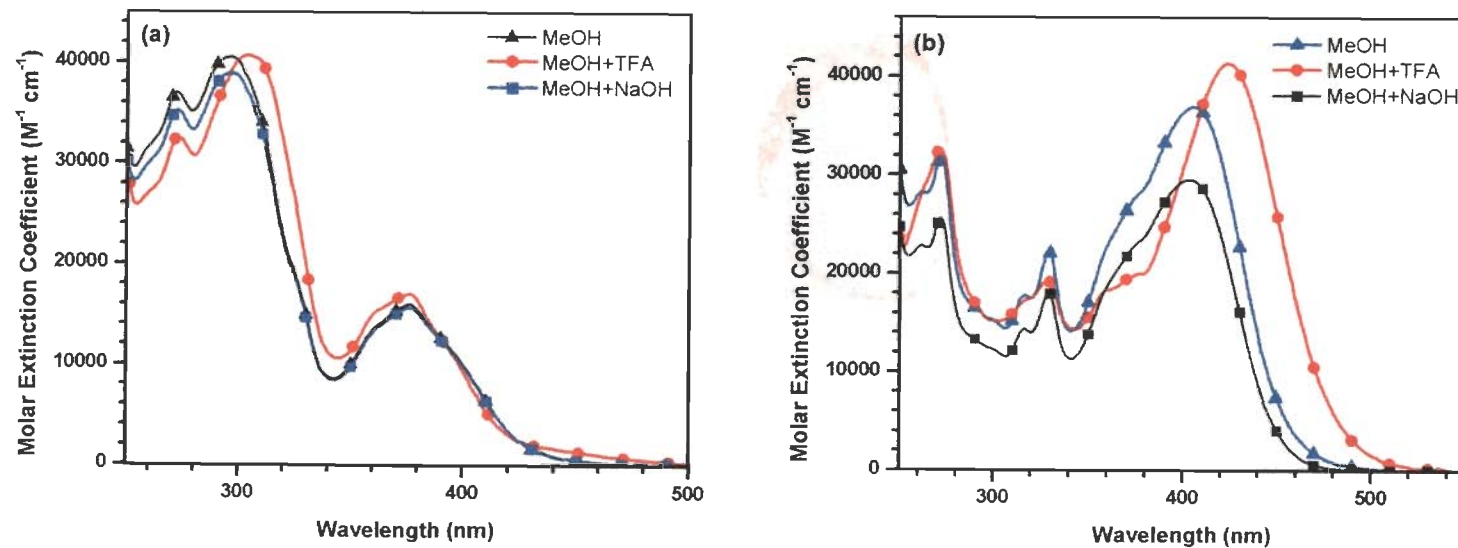 (a)
MeOH
MeOH+TFA
MeOH+NaOH
40000
30000
20000
10000
0
300
400
500
Wavelength (nm)
Molar Extinction Coefficient (M⁻¹ cm⁻¹)
(b)
MeOH
MeOH+TFA
MeOH+NaOH
40000
30000
20000
10000
0
300
400
500
Wavelength (nm)
Molar Extinction Coefficient (M⁻¹ cm⁻¹)